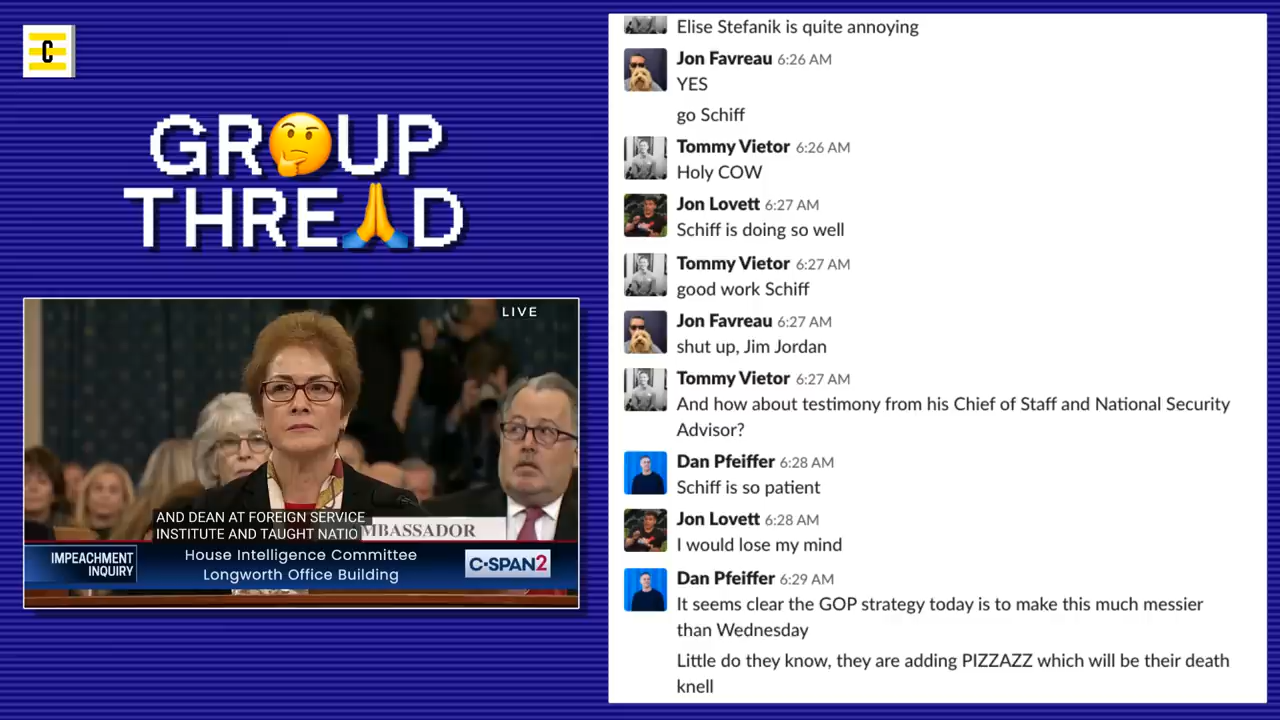 C
GR🤔UP
THRE🙏D
LIVE
AND DEAN AT FOREIGN SERVICE
INSTITUTE AND TAUGHT NATIO
MBASSADOR
IMPEACHMENT
INQUIRY
House Intelligence Committee
Longworth Office Building
C-SPAN2
Elise Stefanik is quite annoying
Jon Favreau 6:26 AM
YES
go Schiff
Tommy Vietor 6:26 AM
Holy COW
Jon Lovett 6:27 AM
Schiff is doing so well
Tommy Vietor 6:27 AM
good work Schiff
Jon Favreau 6:27 AM
shut up, Jim Jordan
Tommy Vietor 6:27 AM
And how about testimony from his Chief of Staff and National Security
Advisor?
Dan Pfeiffer 6:28 AM
Schiff is so patient
Jon Lovett 6:28 AM
I would lose my mind
Dan Pfeiffer 6:29 AM
It seems clear the GOP strategy today is to make this much messier
than Wednesday
Little do they know, they are adding PIZZAZZ which will be their death
knell